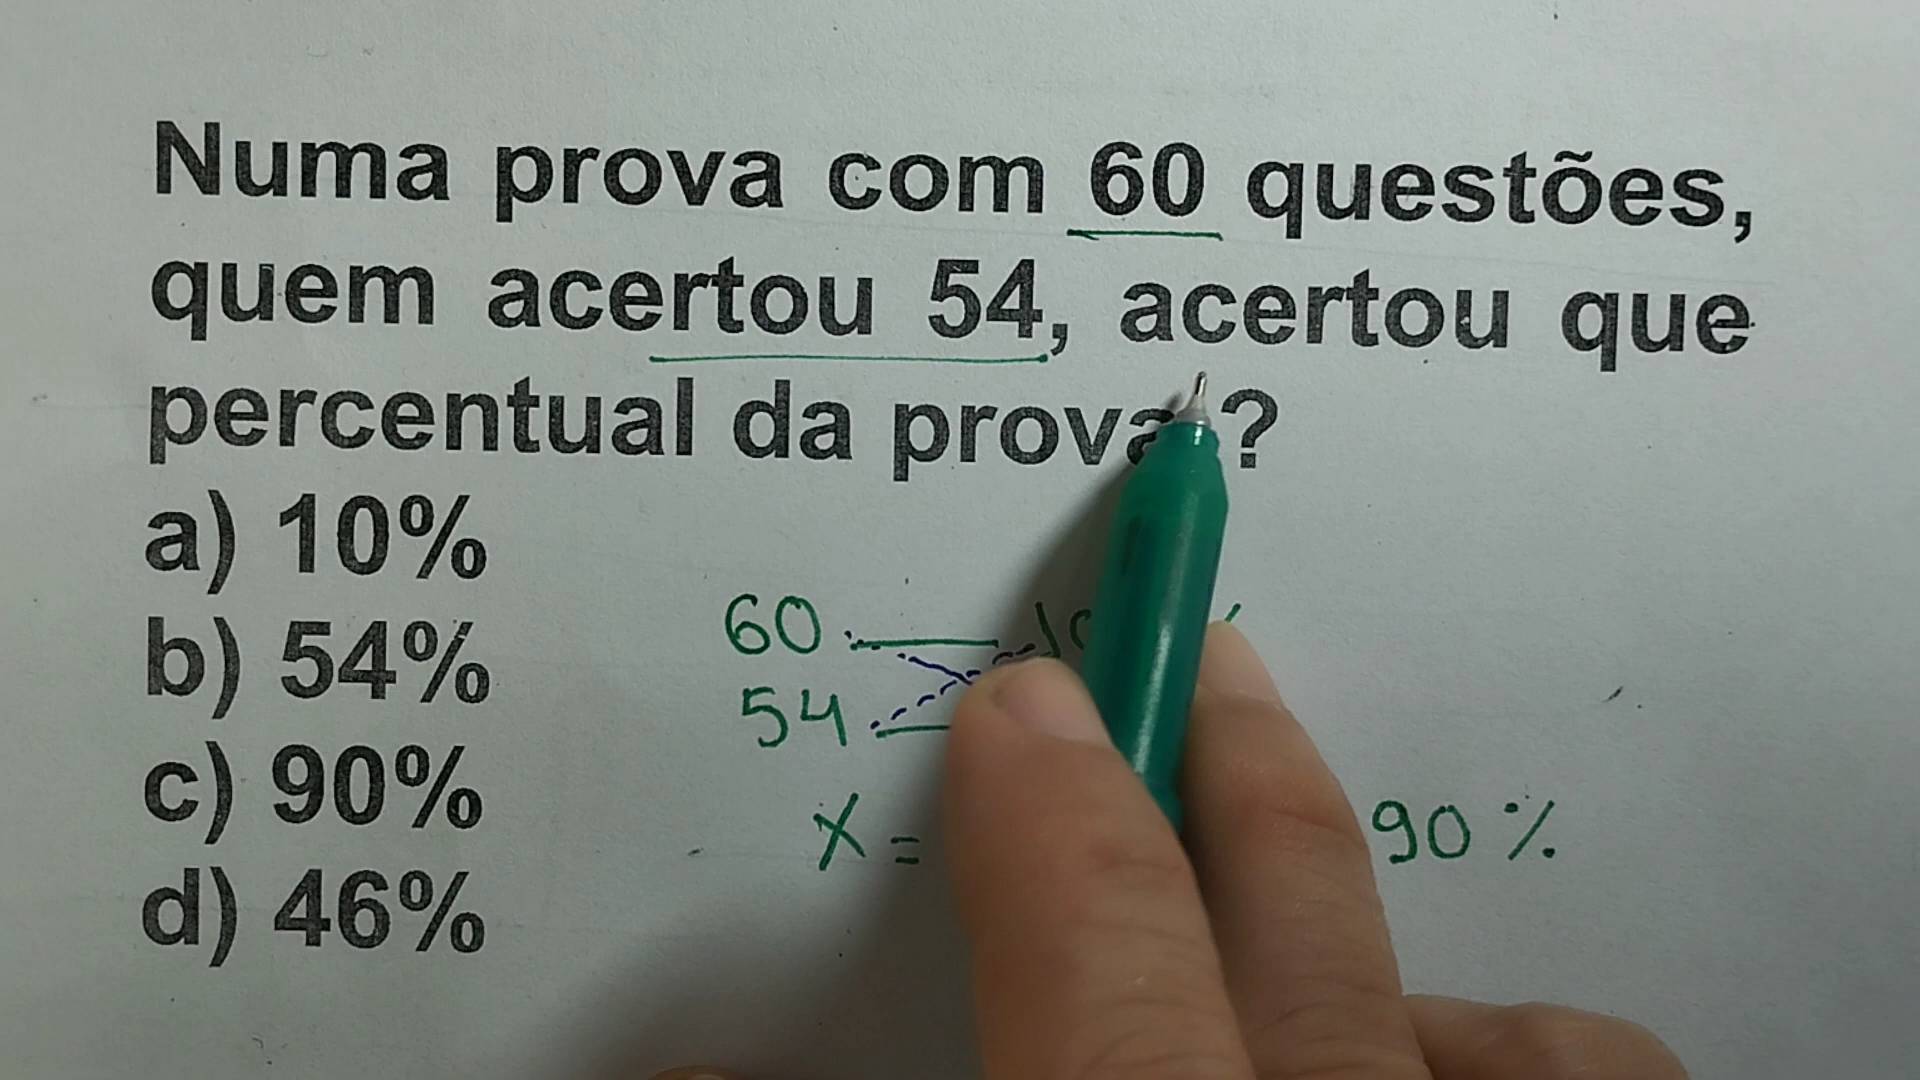 Numa prova com 60 questões,
quem acertou 54, acertou que
percentual da prova ?
a) 10%
b) 54%
c) 90%
d) 46%
60
54
X =
90 %